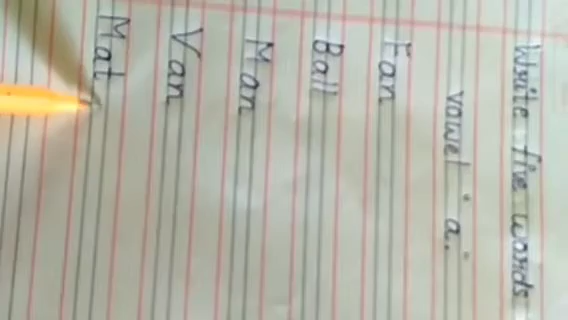 Write five words
vowel "a".
Fan
Ball
Man
Van
Mat